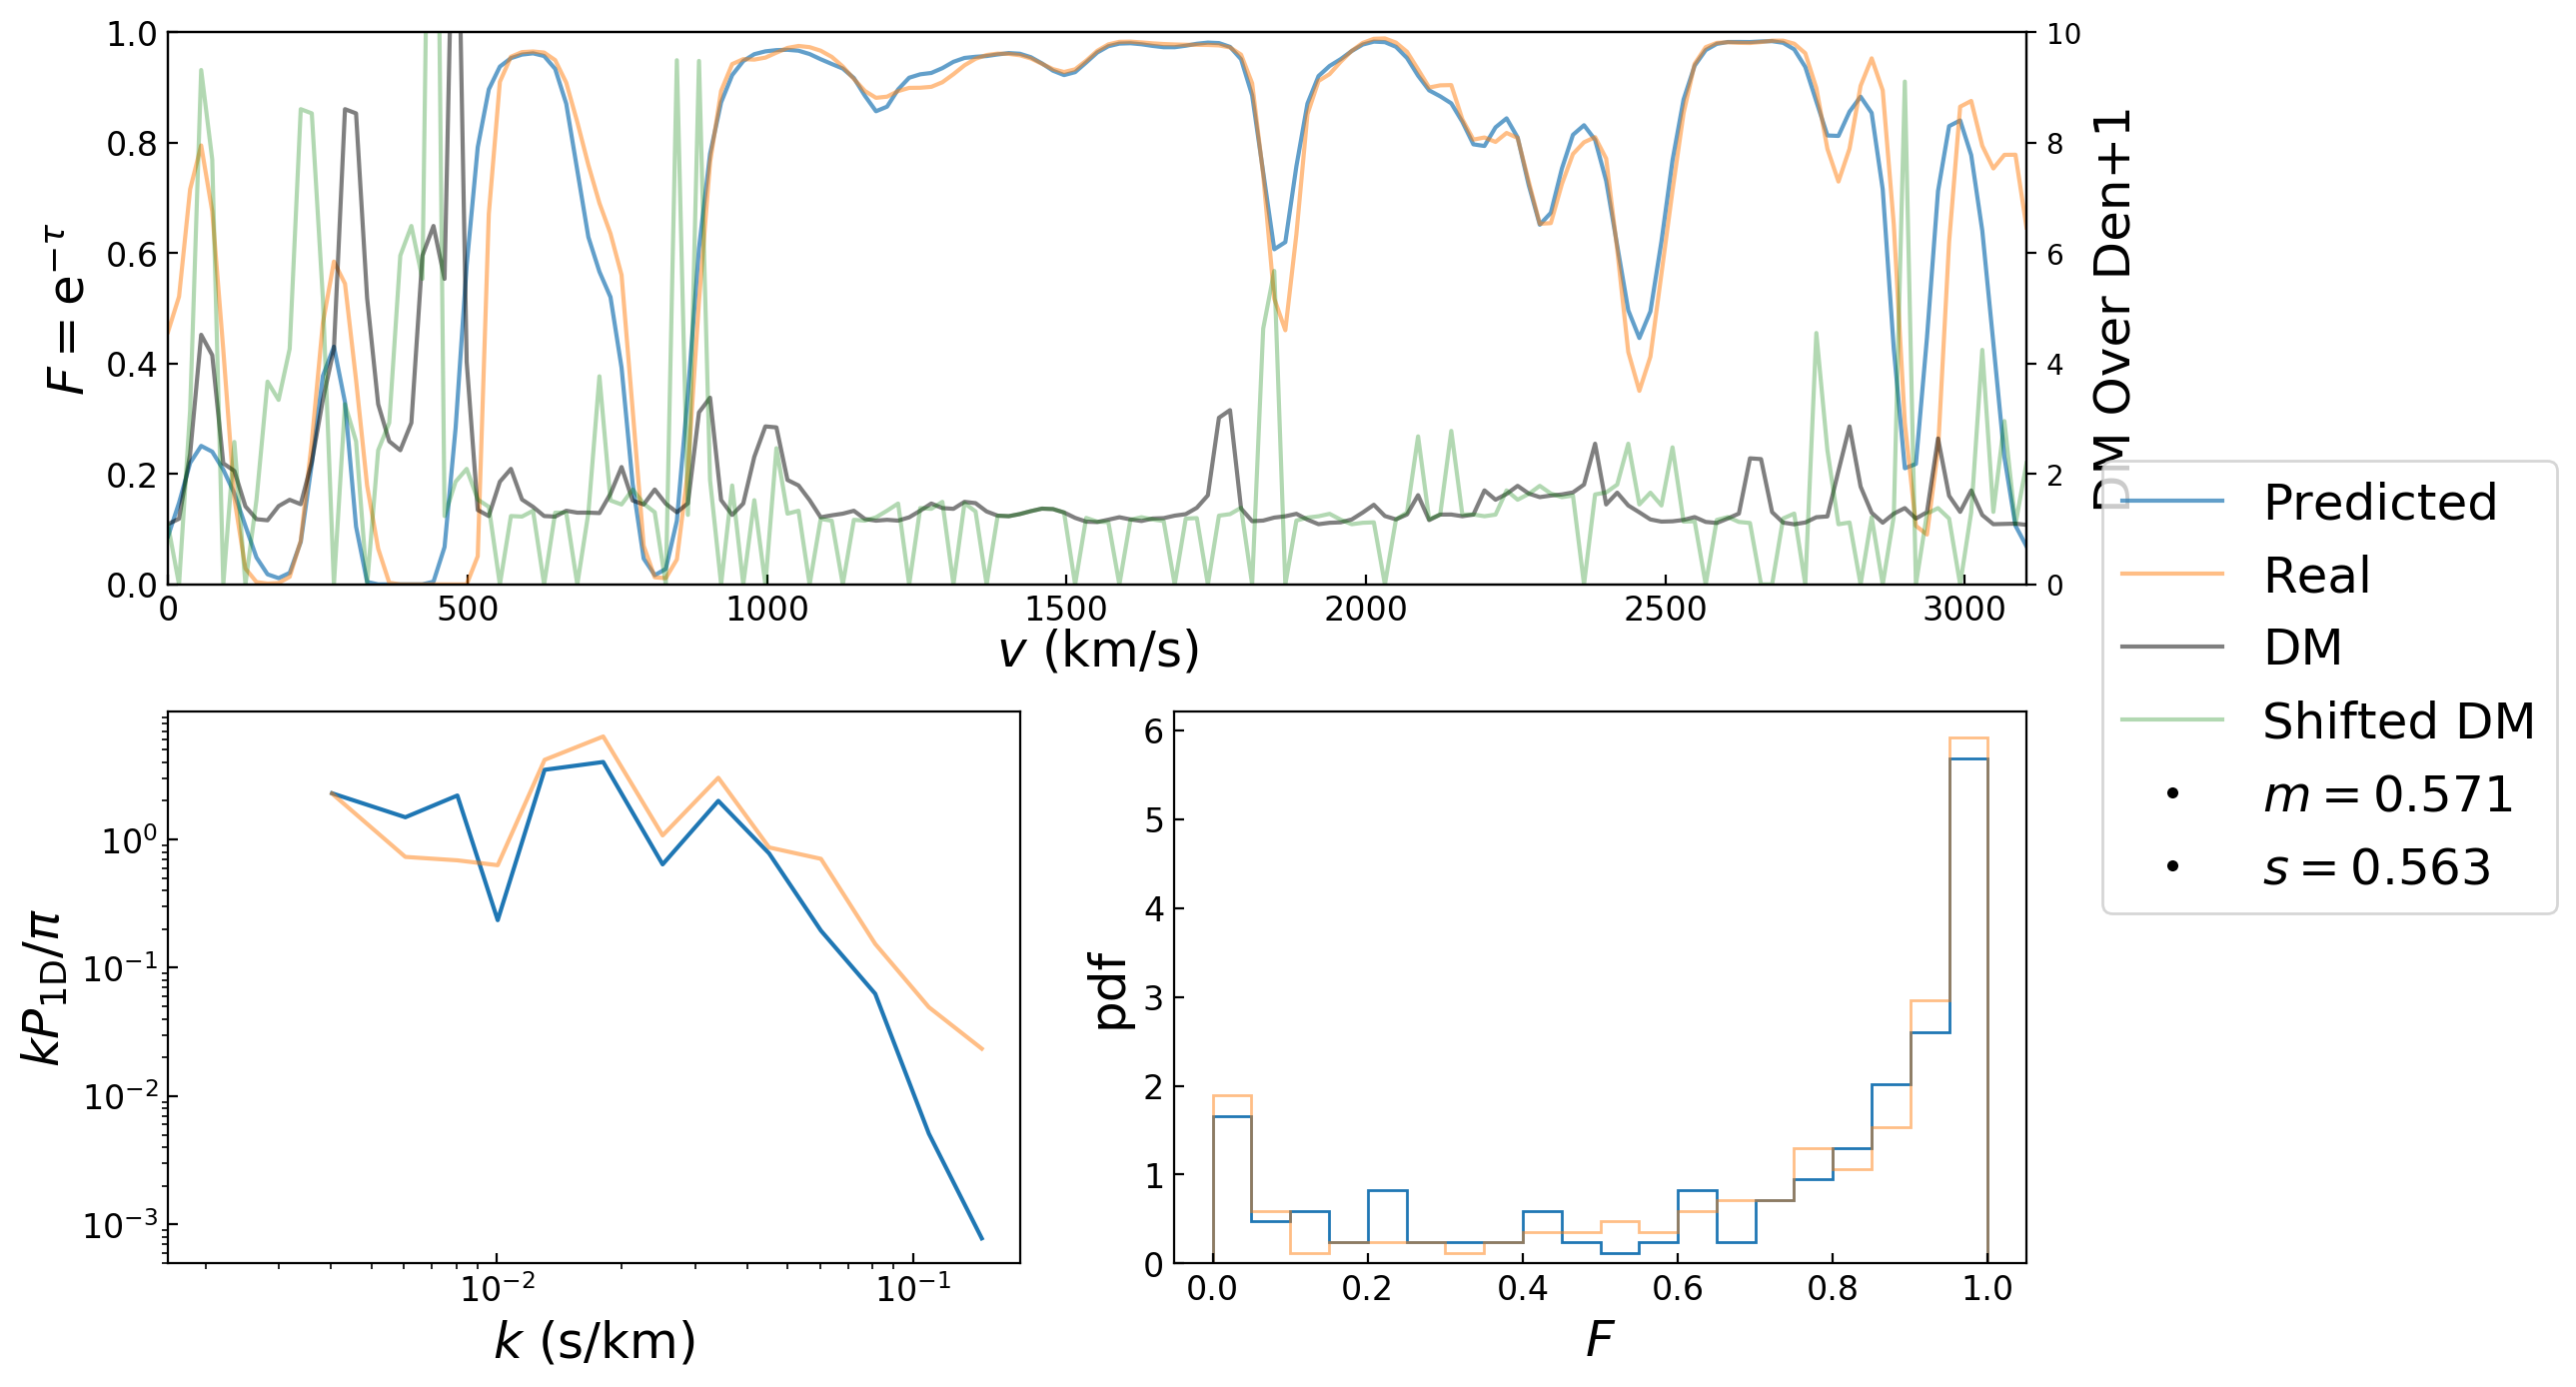 1.0
0.8
0.6
0.4
0.2
0.0
F = e^{−τ}
10
8
6
4
2
0
DM Over Den+1
0 500 1000 1500 2000 2500 3000
v (km/s)
Predicted
Real
DM
Shifted DM
m = 0.571
s = 0.563
10^0
10^{−1}
10^{−2}
10^{−3}
kP_{1D}/π
10^{−2} 10^{−1}
k (s/km)
6
5
4
3
2
1
0
pdf
0.0 0.2 0.4 0.6 0.8 1.0
F